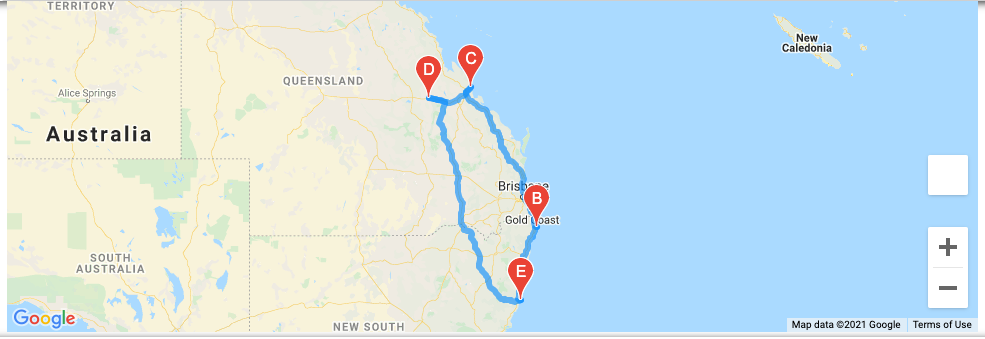 TERRITORY
New
Caledonia
C
D
QUEENSLAND
Alice Springs
Australia
Brisbane
B
Gold Coast
SOUTH
AUSTRALIA
E
Google
NEW SOUTH
Map data ©2021 Google
Terms of Use